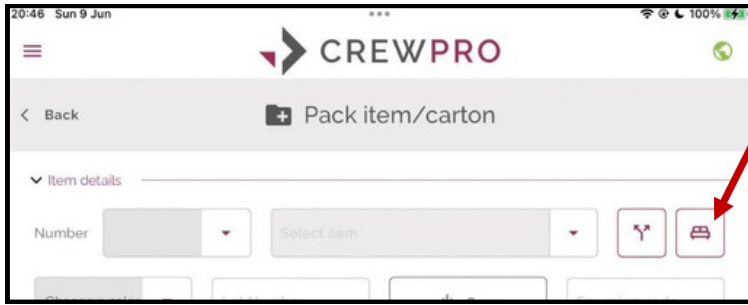 20:46 Sun 9 Jun
100%
CREWPRO
Back
Pack item/carton
Item details
Number
Select item